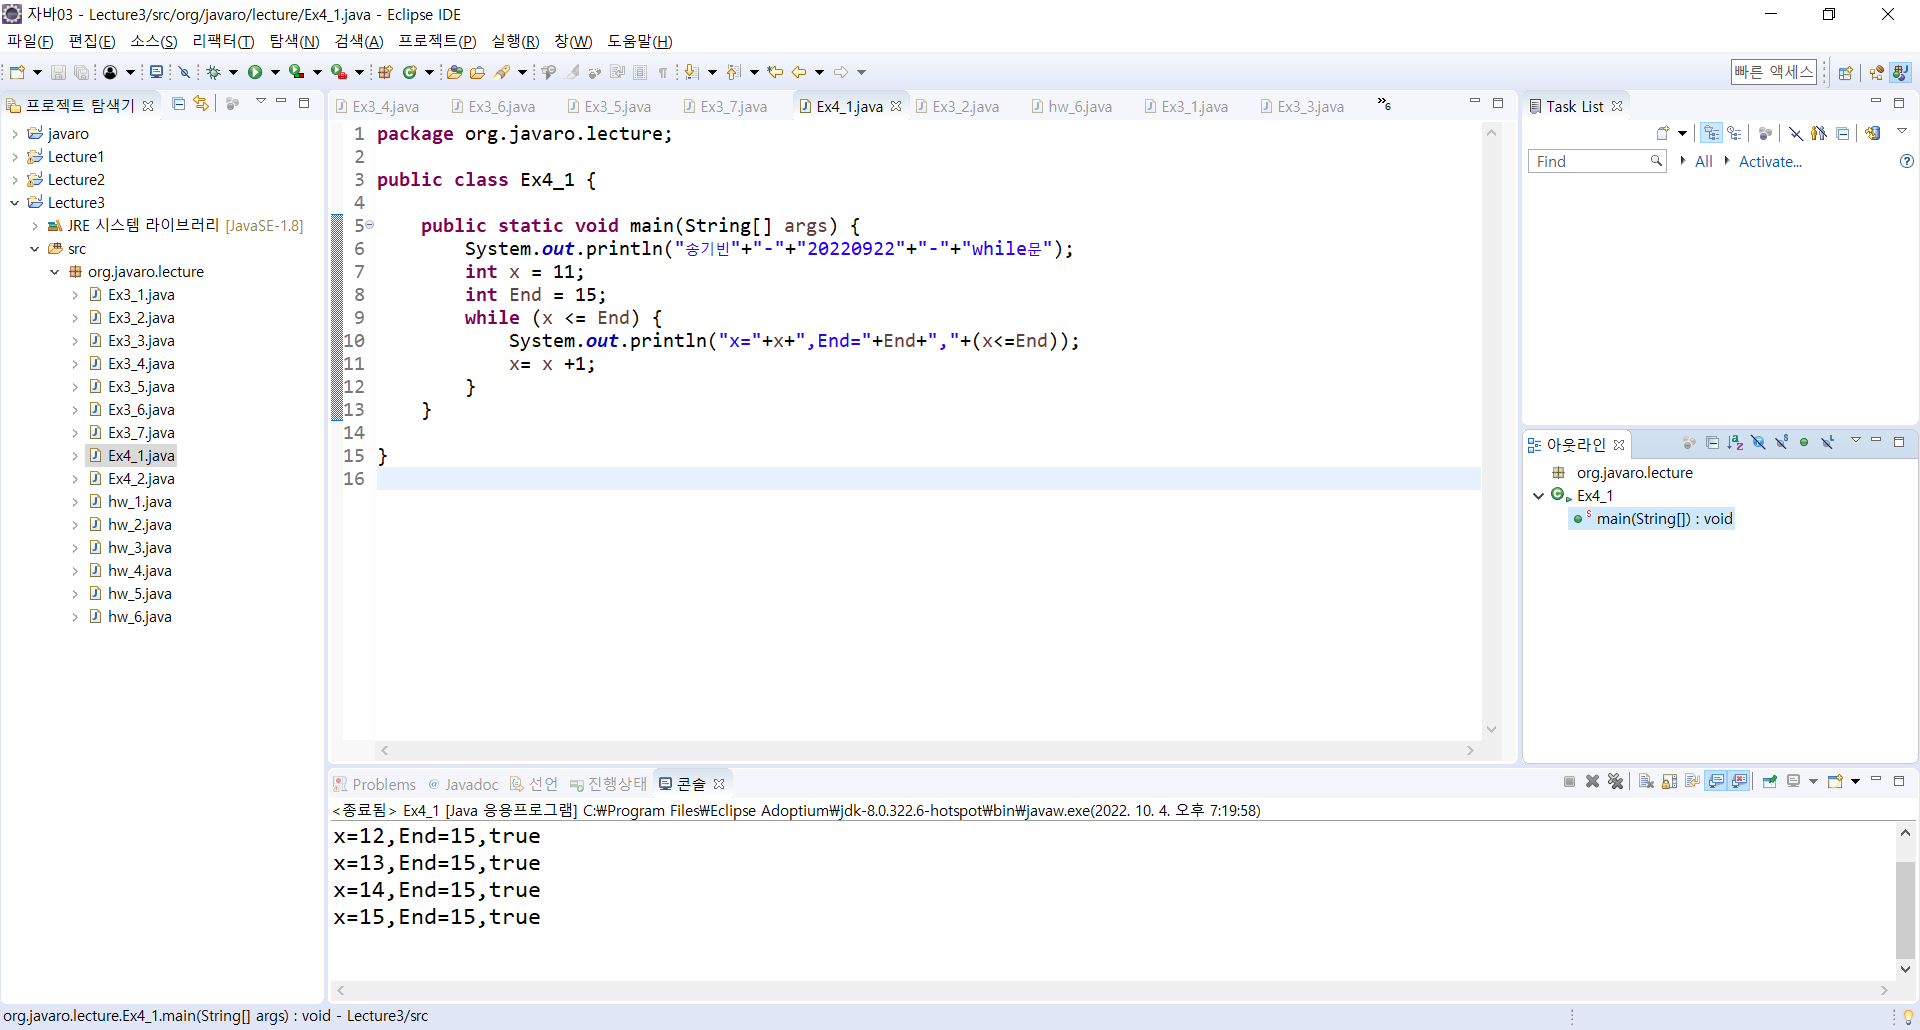 자바03 - Lecture3/src/org/javaro/lecture/Ex4_1.java - Eclipse IDE
파일(F) 편집(E) 소스(S) 리팩터(T) 탐색(N) 검색(A) 프로젝트(P) 실행(R) 창(W) 도움말(H)
빠른 액세스
프로젝트 탐색기
javaro
Lecture1
Lecture2
Lecture3
JRE 시스템 라이브러리 [JavaSE-1.8]
src
org.javaro.lecture
Ex3_1.java
Ex3_2.java
Ex3_3.java
Ex3_4.java
Ex3_5.java
Ex3_6.java
Ex3_7.java
Ex4_1.java
Ex4_2.java
hw_1.java
hw_2.java
hw_3.java
hw_4.java
hw_5.java
hw_6.java
Ex3_4.java Ex3_6.java Ex3_5.java Ex3_7.java Ex4_1.java Ex3_2.java hw_6.java Ex3_1.java Ex3_3.java »6
1 package org.javaro.lecture;
2
3 public class Ex4_1 {
4
5 public static void main(String[] args) {
6 System.out.println("송기빈"+"-"+"20220922"+"-"+"while문");
7 int x = 11;
8 int End = 15;
9 while (x <= End) {
10 System.out.println("x="+x+",End="+End+","+(x<=End));
11 x= x +1;
12 }
13 }
14
15 }
16
Task List
Find All Activate...
아웃라인
org.javaro.lecture
Ex4_1
main(String[]) : void
Problems @ Javadoc 선언 진행상태 콘솔
<종료됨> Ex4_1 [Java 응용프로그램] C:₩Program Files₩Eclipse Adoptium₩jdk-8.0.322.6-hotspot₩bin₩javaw.exe(2022. 10. 4. 오후 7:19:58)
x=12,End=15,true
x=13,End=15,true
x=14,End=15,true
x=15,End=15,true
org.javaro.lecture.Ex4_1.main(String[] args) : void - Lecture3/src